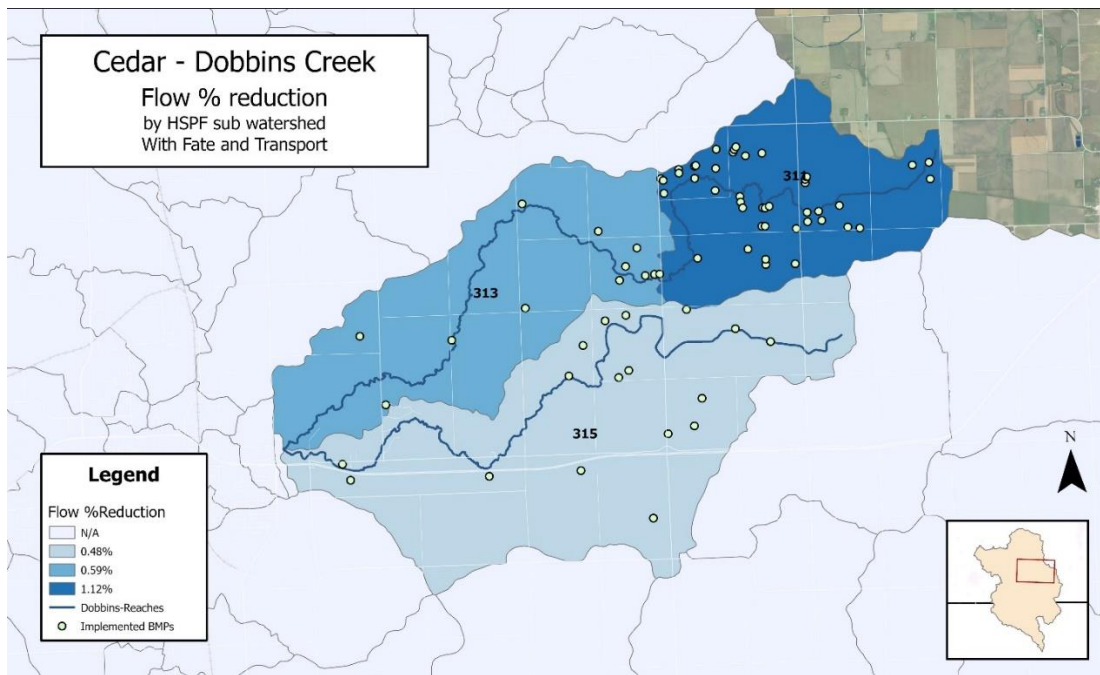 Cedar - Dobbins Creek
Flow % reduction
by HSPF sub watershed
With Fate and Transport
311
313
315
N
Legend
Flow %Reduction
N/A
0.48%
0.59%
1.12%
Dobbins-Reaches
Implemented BMPs